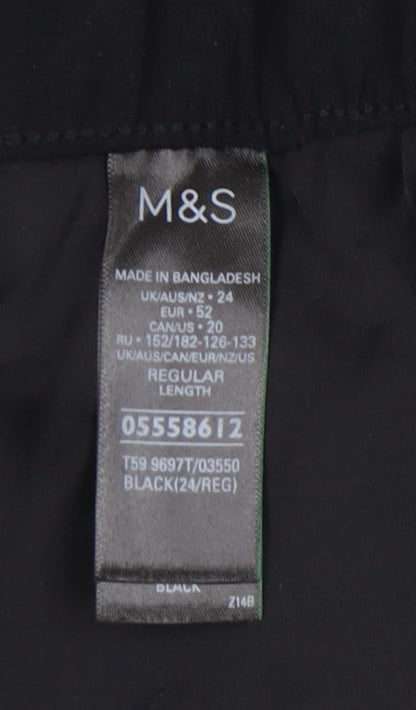 M&S
MADE IN BANGLADESH
UK/AUS/NZ • 24
EUR • 52
CAN/US • 20
RU • 152/182-126-133
UK/AUS/CAN/EUR/NZ/US
REGULAR
LENGTH
05558612
T59 9697T/03550
BLACK(24/REG)
BLACK
Z14B